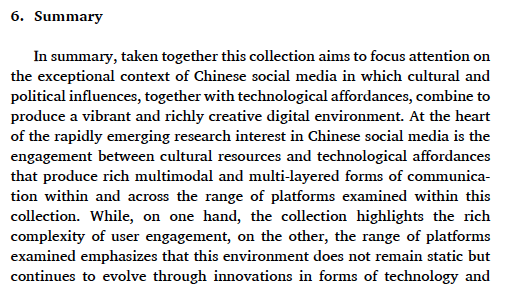 6. Summary
In summary, taken together this collection aims to focus attention on
the exceptional context of Chinese social media in which cultural and
political influences, together with technological affordances, combine to
produce a vibrant and richly creative digital environment. At the heart
of the rapidly emerging research interest in Chinese social media is the
engagement between cultural resources and technological affordances
that produce rich multimodal and multi-layered forms of communica-
tion within and across the range of platforms examined within this
collection. While, on one hand, the collection highlights the rich
complexity of user engagement, on the other, the range of platforms
examined emphasizes that this environment does not remain static but
continues to evolve through innovations in forms of technology and